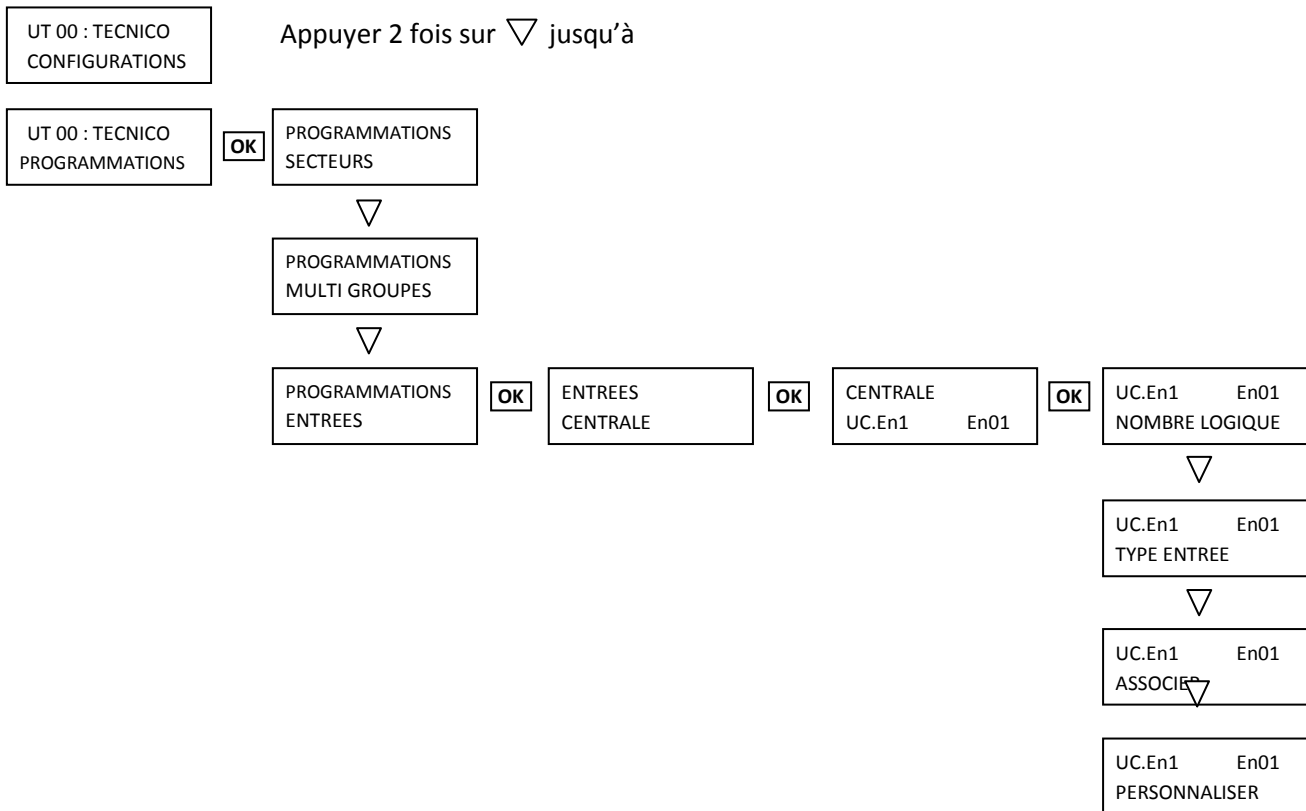 UT 00 : TECNICO
CONFIGURATIONS
Appuyer 2 fois sur ▽ jusqu’à
UT 00 : TECNICO
PROGRAMMATIONS
OK
PROGRAMMATIONS
SECTEURS
PROGRAMMATIONS
MULTI GROUPES
PROGRAMMATIONS
ENTREES
OK
ENTREES
CENTRALE
OK
CENTRALE
UC.En1 En01
OK
UC.En1 En01
NOMBRE LOGIQUE
UC.En1 En01
TYPE ENTREE
UC.En1 En01
ASSOCIER
UC.En1 En01
PERSONNALISER